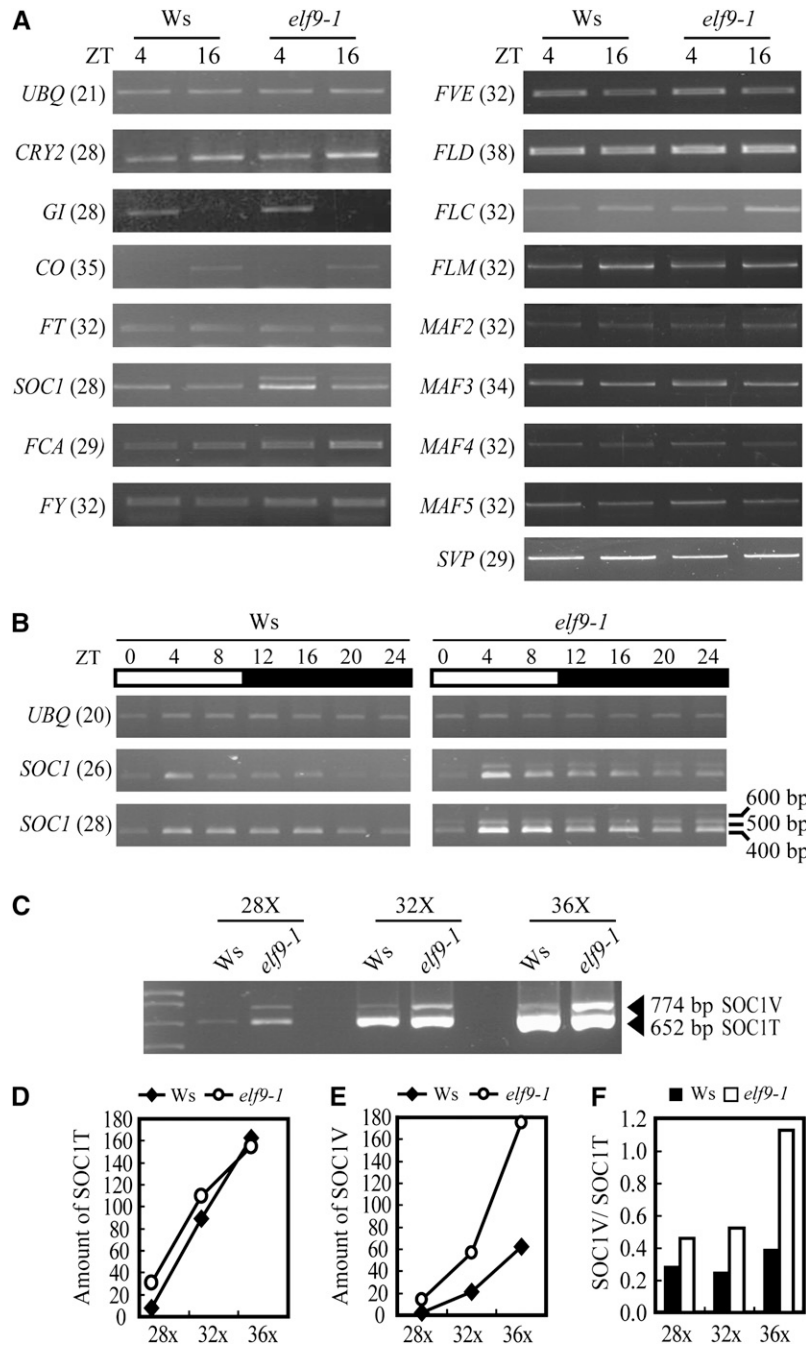 A
Ws elf9-1
ZT 4 16 4 16
UBQ (21)
CRY2 (28)
GI (28)
CO (35)
FT (32)
SOC1 (28)
FCA (29)
FY (32)
Ws elf9-1
4 16 4 16
FVE (32)
FLD (38)
FLC (32)
FLM (32)
MAF2 (32)
MAF3 (34)
MAF4 (32)
MAF5 (32)
SVP (29)
B
Ws elf9-1
ZT 0 4 8 12 16 20 24 0 4 8 12 16 20 24
UBQ (20)
SOC1 (26)
SOC1 (28)
600 bp
500 bp
400 bp
C
28X 32X 36X
Ws elf9-1 Ws elf9-1 Ws elf9-1
774 bp SOC1V
652 bp SOC1T
D
Ws elf9-1
Amount of SOC1T
180
160
140
120
100
80
60
40
20
0
28x 32x 36x
E
Ws elf9-1
Amount of SOC1V
180
160
140
120
100
80
60
40
20
0
28x 32x 36x
F
Ws elf9-1
SOC1V/ SOC1T
1.2
1.0
0.8
0.6
0.4
0.2
0.0
28x 32x 36x